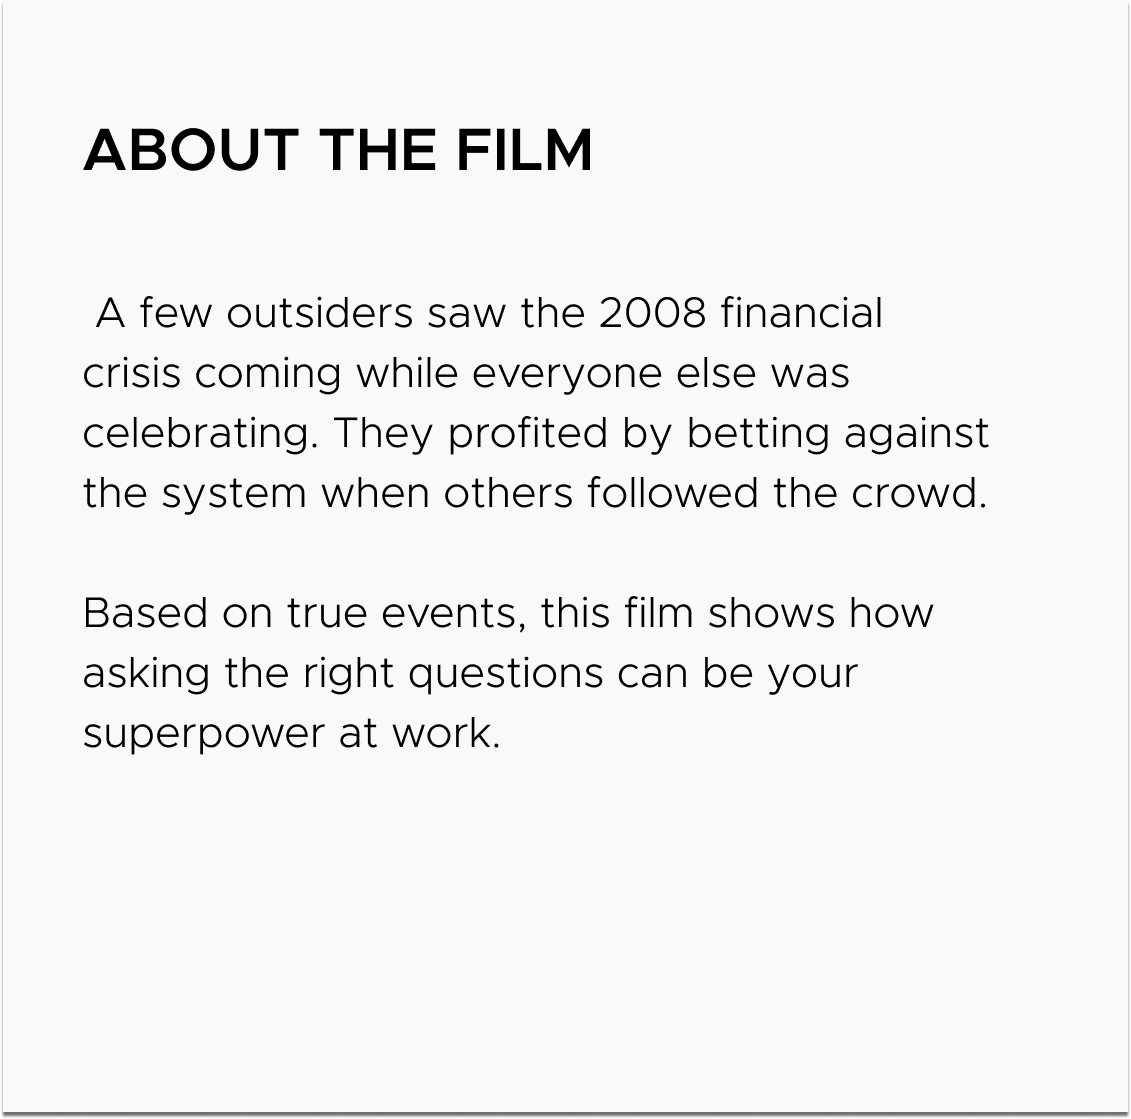 ABOUT THE FILM
A few outsiders saw the 2008 financial
crisis coming while everyone else was
celebrating. They profited by betting against
the system when others followed the crowd.
Based on true events, this film shows how
asking the right questions can be your
superpower at work.